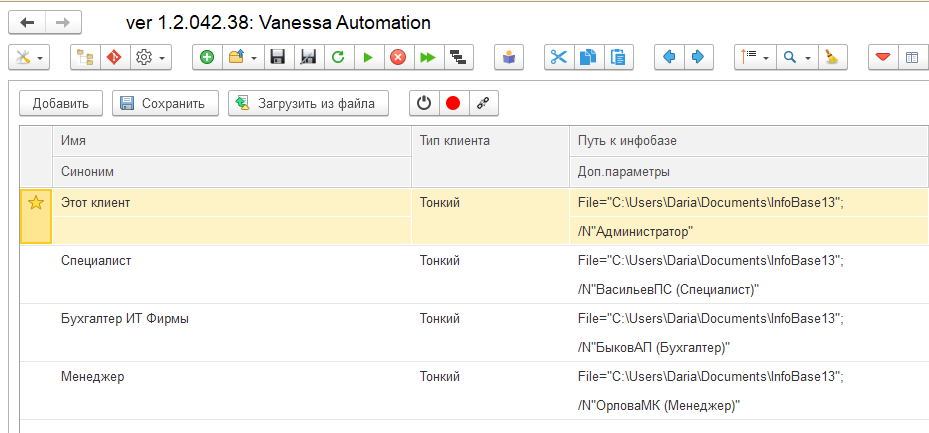 ver 1.2.042.38: Vanessa Automation
Добавить Сохранить Загрузить из файла
Имя Тип клиента Путь к инфобазе
Синоним Доп.параметры
Этот клиент Тонкий File="C:\Users\Daria\Documents\InfoBase13";
/N"Администратор"
Специалист Тонкий File="C:\Users\Daria\Documents\InfoBase13";
/N"ВасильевПС (Специалист)"
Бухгалтер ИТ Фирмы Тонкий File="C:\Users\Daria\Documents\InfoBase13";
/N"БыковАП (Бухгалтер)"
Менеджер Тонкий File="C:\Users\Daria\Documents\InfoBase13";
/N"ОрловаМК (Менеджер)"